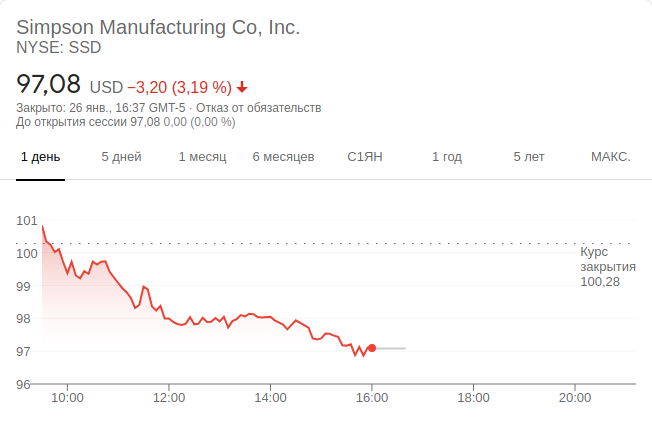 Simpson Manufacturing Co, Inc.
NYSE: SSD
97,08 USD −3,20 (3,19 %)
Закрыто: 26 янв., 16:37 GMT-5 · Отказ от обязательств
До открытия сессии 97,08 0,00 (0,00 %)
1 день 5 дней 1 месяц 6 месяцев С1ЯН 1 год 5 лет МАКС.
101
100
99
98
97
96
Курс
закрытия
100,28
10:00 12:00 14:00 16:00 18:00 20:00